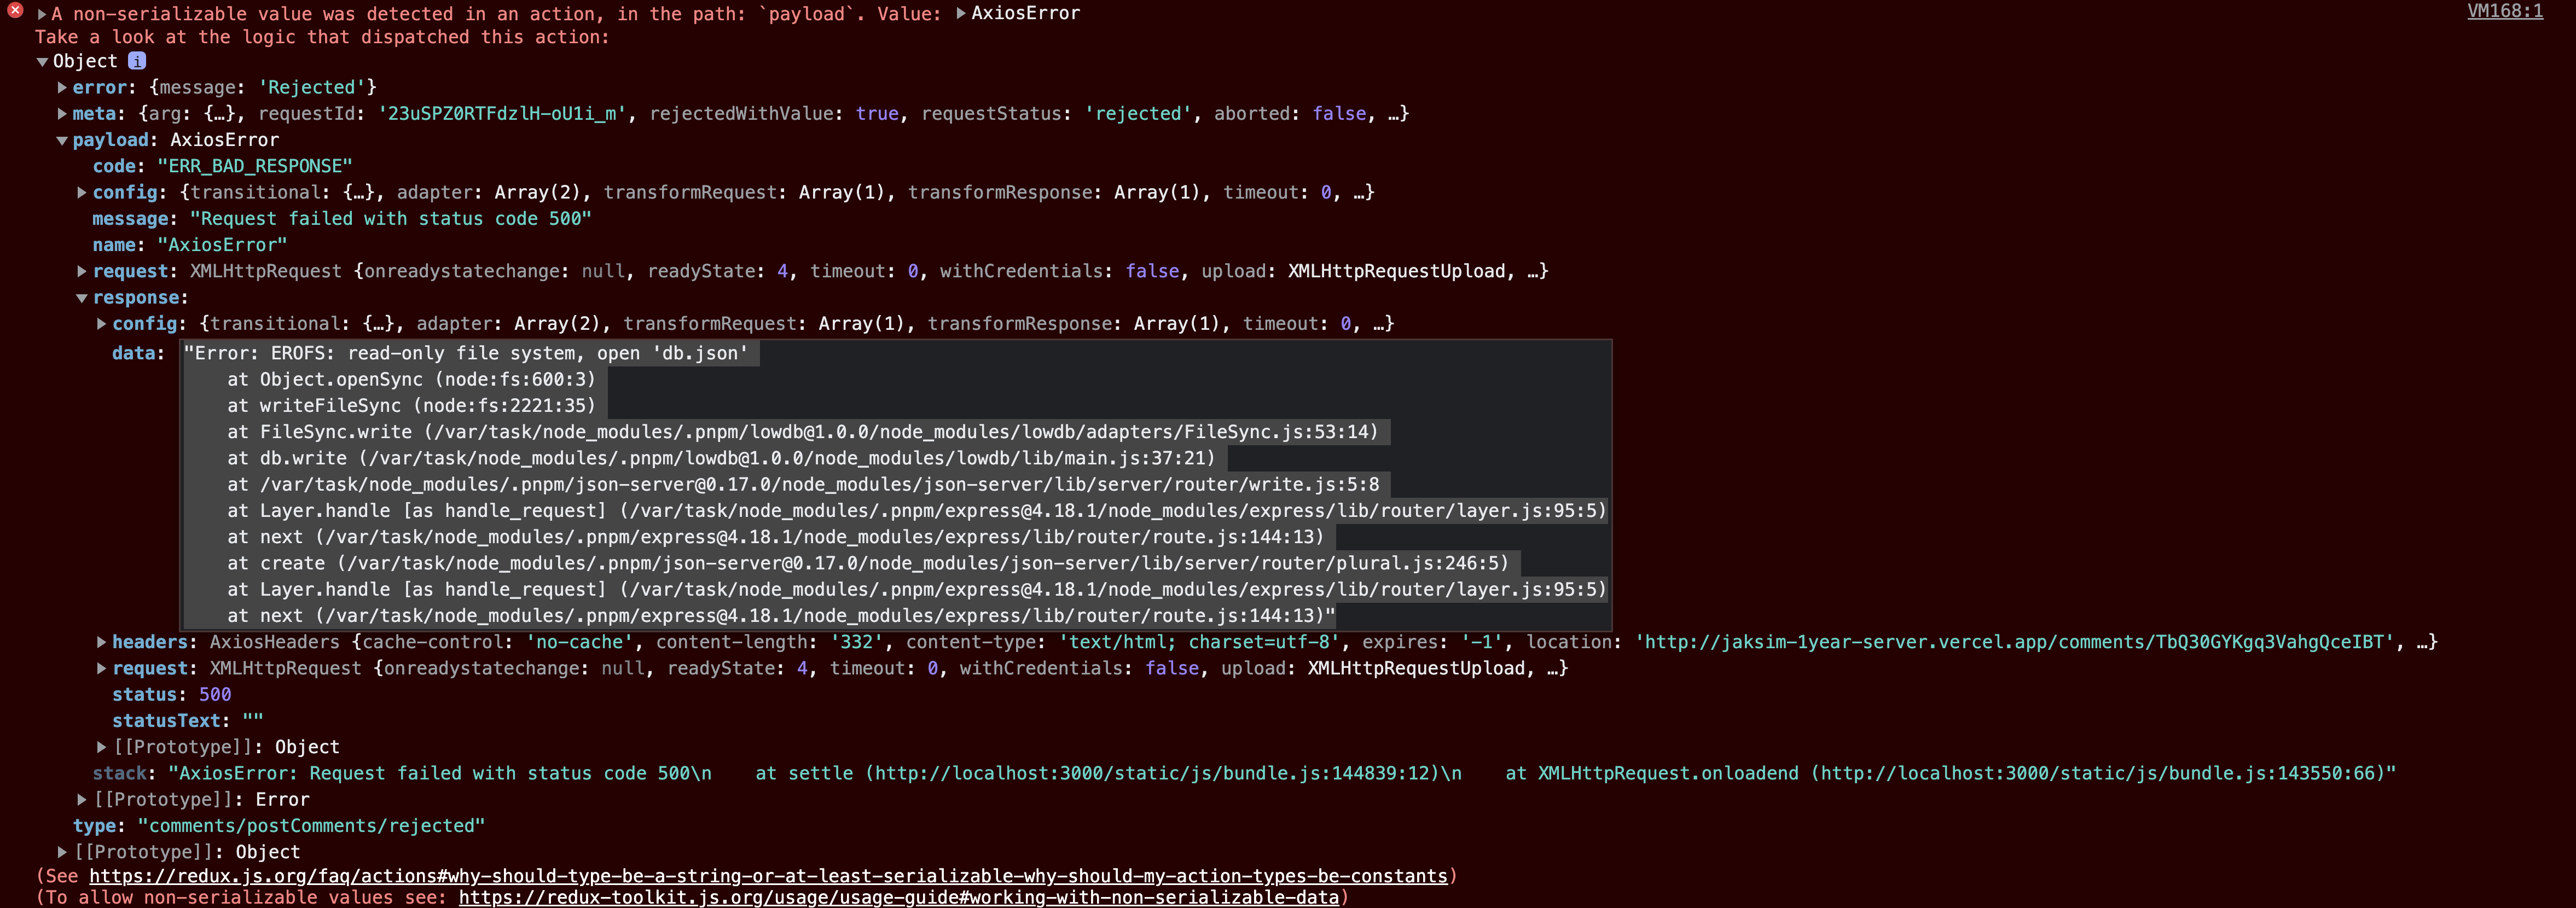 A non-serializable value was detected in an action, in the path: `payload`. Value: AxiosError VM168:1
Take a look at the logic that dispatched this action:
Object i
error: {message: 'Rejected'}
meta: {arg: {…}, requestId: '23uSPZ0RTFdzlH-oU1i_m', rejectedWithValue: true, requestStatus: 'rejected', aborted: false, …}
payload: AxiosError
code: "ERR_BAD_RESPONSE"
config: {transitional: {…}, adapter: Array(2), transformRequest: Array(1), transformResponse: Array(1), timeout: 0, …}
message: "Request failed with status code 500"
name: "AxiosError"
request: XMLHttpRequest {onreadystatechange: null, readyState: 4, timeout: 0, withCredentials: false, upload: XMLHttpRequestUpload, …}
response:
config: {transitional: {…}, adapter: Array(2), transformRequest: Array(1), transformResponse: Array(1), timeout: 0, …}
data: "Error: EROFS: read-only file system, open 'db.json'
at Object.openSync (node:fs:600:3)
at writeFileSync (node:fs:2221:35)
at FileSync.write (/var/task/node_modules/.pnpm/lowdb@1.0.0/node_modules/lowdb/adapters/FileSync.js:53:14)
at db.write (/var/task/node_modules/.pnpm/lowdb@1.0.0/node_modules/lowdb/lib/main.js:37:21)
at /var/task/node_modules/.pnpm/json-server@0.17.0/node_modules/json-server/lib/server/router/write.js:5:8
at Layer.handle [as handle_request] (/var/task/node_modules/.pnpm/express@4.18.1/node_modules/express/lib/router/layer.js:95:5)
at next (/var/task/node_modules/.pnpm/express@4.18.1/node_modules/express/lib/router/route.js:144:13)
at create (/var/task/node_modules/.pnpm/json-server@0.17.0/node_modules/json-server/lib/server/router/plural.js:246:5)
at Layer.handle [as handle_request] (/var/task/node_modules/.pnpm/express@4.18.1/node_modules/express/lib/router/layer.js:95:5)
at next (/var/task/node_modules/.pnpm/express@4.18.1/node_modules/express/lib/router/route.js:144:13)"
headers: AxiosHeaders {cache-control: 'no-cache', content-length: '332', content-type: 'text/html; charset=utf-8', expires: '-1', location: 'http://jaksim-1year-server.vercel.app/comments/TbQ30GYKgq3VahgQceIBT', …}
request: XMLHttpRequest {onreadystatechange: null, readyState: 4, timeout: 0, withCredentials: false, upload: XMLHttpRequestUpload, …}
status: 500
statusText: ""
[[Prototype]]: Object
stack: "AxiosError: Request failed with status code 500\n    at settle (http://localhost:3000/static/js/bundle.js:144839:12)\n    at XMLHttpRequest.onloadend (http://localhost:3000/static/js/bundle.js:143550:66)"
[[Prototype]]: Error
type: "comments/postComments/rejected"
[[Prototype]]: Object
(See https://redux.js.org/faq/actions#why-should-type-be-a-string-or-at-least-serializable-why-should-my-action-types-be-constants)
(To allow non-serializable values see: https://redux-toolkit.js.org/usage/usage-guide#working-with-non-serializable-data)